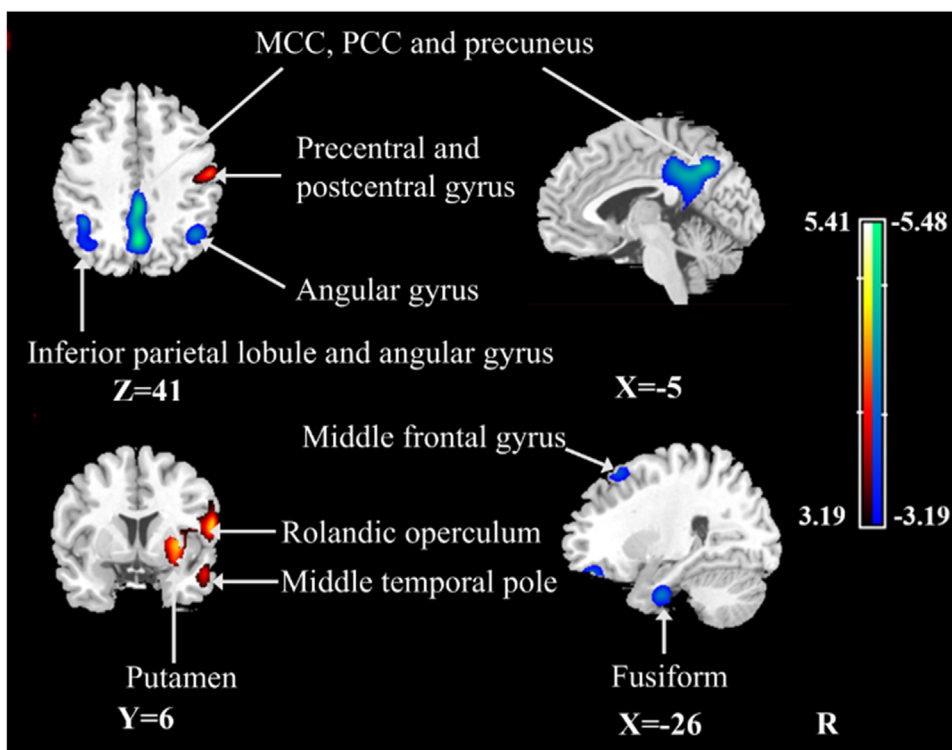 MCC, PCC and precuneus
Precentral and
postcentral gyrus
Angular gyrus
Inferior parietal lobule and angular gyrus
Z=41
X=-5
5.41
-5.48
3.19
-3.19
Middle frontal gyrus
Rolandic operculum
Middle temporal pole
Putamen
Fusiform
Y=6
X=-26
R